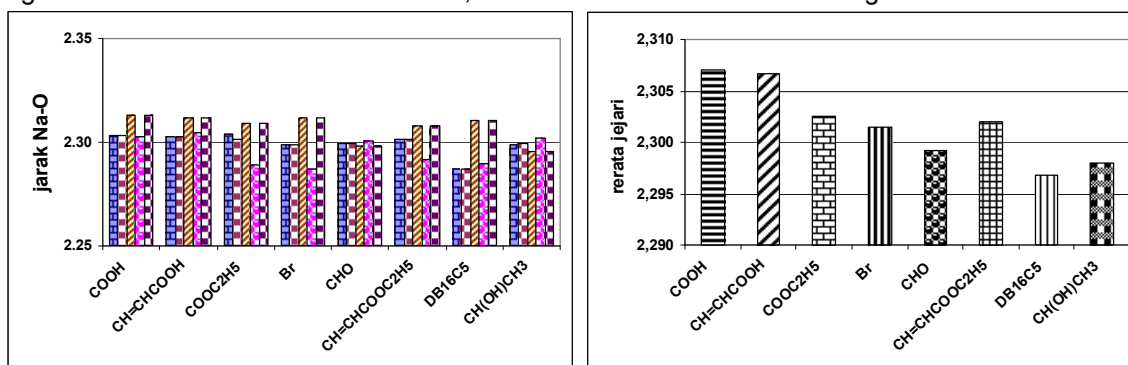 jarak Na-O
2.35
2.30
2.25
COOH
CH=CHCOOH
COOC2H5
Br
CHO
CH=CHCOOC2H5
DB16C5
CH(OH)CH3
rerata jejari
2,310
2,305
2,300
2,295
2,290
COOH
CH=CHCOOH
COOC2H5
Br
CHO
CH=CHCOOC2H5
DB16C5
CH(OH)CH3